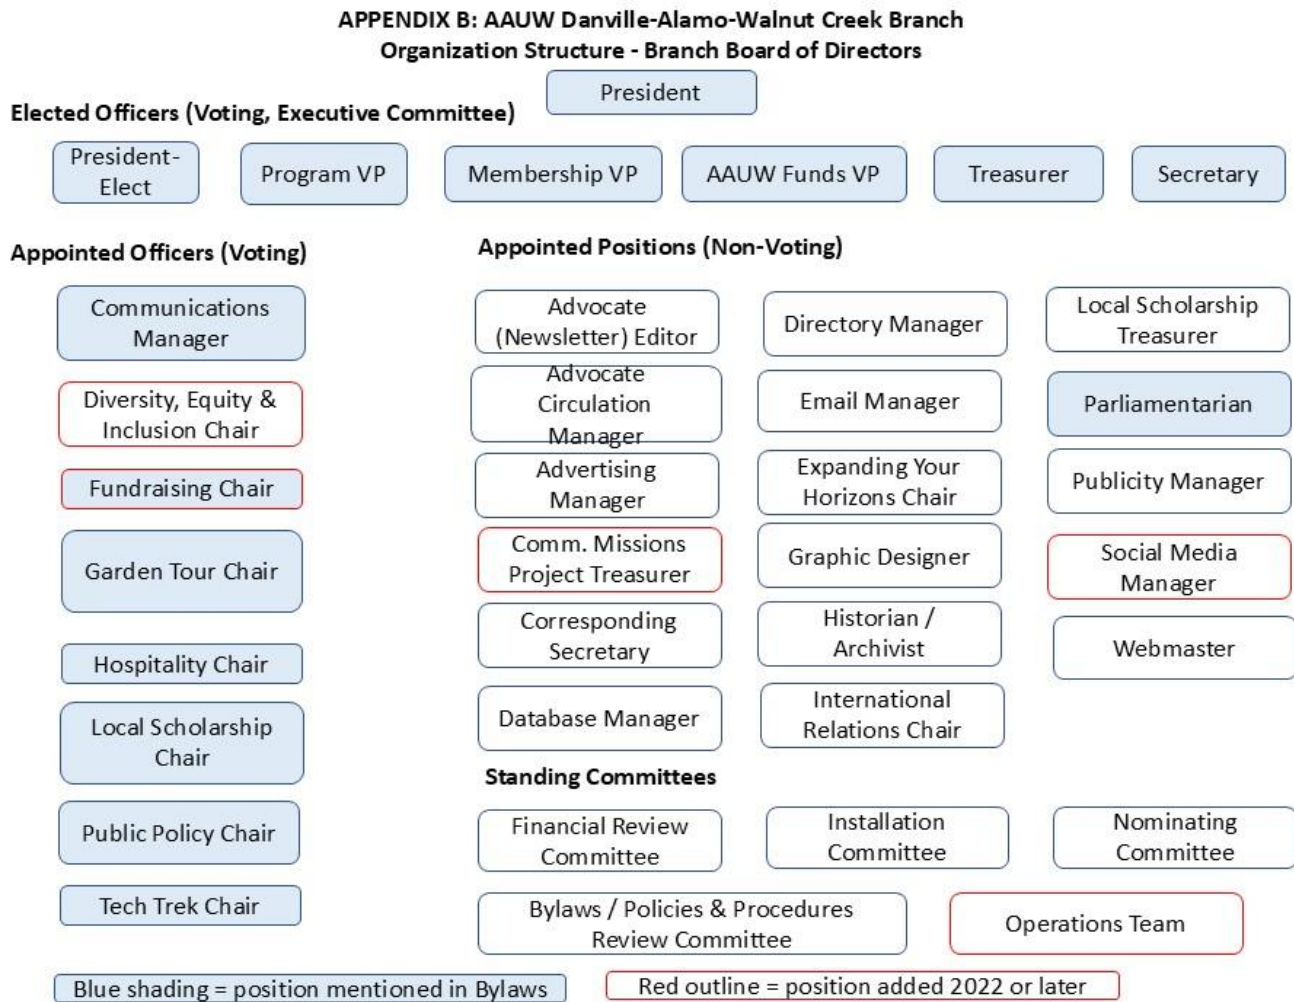 APPENDIX B: AAUW Danville-Alamo-Walnut Creek Branch
Organization Structure - Branch Board of Directors
President
Elected Officers (Voting, Executive Committee)
President-
Elect
Program VP
Membership VP
AAUW Funds VP
Treasurer
Secretary
Appointed Officers (Voting)
Communications
Manager
Diversity, Equity &
Inclusion Chair
Fundraising Chair
Garden Tour Chair
Hospitality Chair
Local Scholarship
Chair
Public Policy Chair
Tech Trek Chair
Appointed Positions (Non-Voting)
Advocate
(Newsletter) Editor
Advocate
Circulation
Manager
Advertising
Manager
Comm. Missions
Project Treasurer
Corresponding
Secretary
Database Manager
Directory Manager
Email Manager
Expanding Your
Horizons Chair
Graphic Designer
Historian /
Archivist
International
Relations Chair
Local Scholarship
Treasurer
Parliamentarian
Publicity Manager
Social Media
Manager
Webmaster
Standing Committees
Financial Review
Committee
Installation
Committee
Nominating
Committee
Bylaws / Policies & Procedures
Review Committee
Operations Team
Blue shading = position mentioned in Bylaws
Red outline = position added 2022 or later